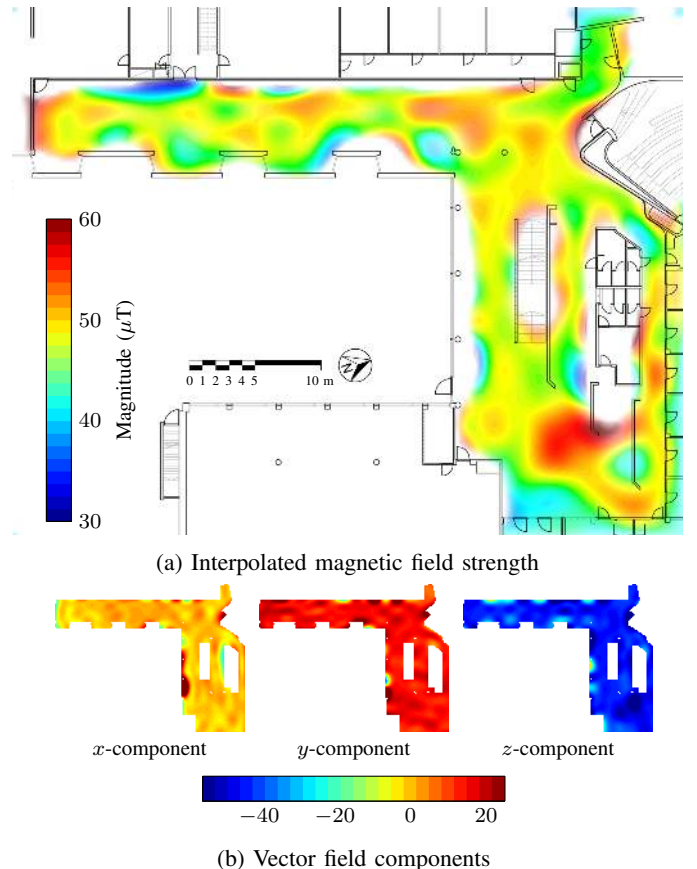 60
50
40
30
Magnitude (μT)
0 1 2 3 4 5 10 m
N
(a) Interpolated magnetic field strength
x-component y-component z-component
−40 −20 0 20
(b) Vector field components